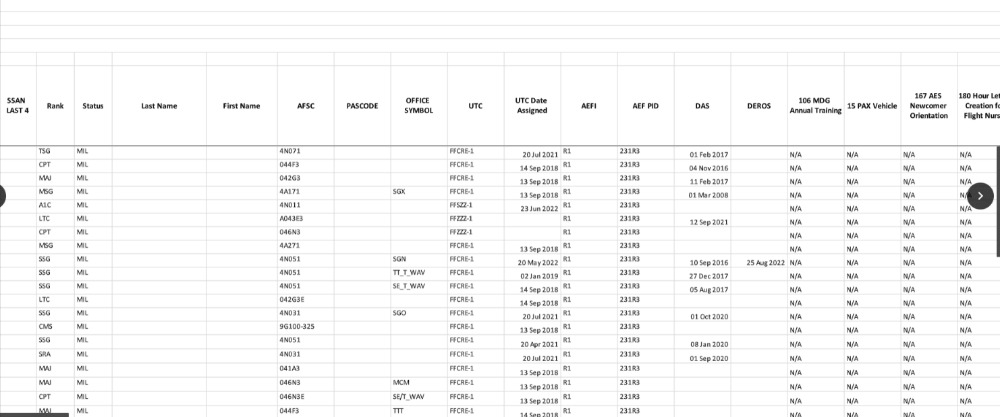 SSAN LAST 4 Rank Status Last Name First Name AFSC PASCODE OFFICE SYMBOL UTC UTC Date Assigned AEFI AEF PID DAS DEROS 106 MDG Annual Training 15 PAX Vehicle 167 AES Newcomer Orientation 180 Hour Let Creation fo Flight Nurs
TSG MIL 4N071 FFCRE-1 20 Jul 2021 R1 231R3 01 Feb 2017 N/A N/A N/A N/A
CPT MIL 044F3 FFCRE-1 14 Sep 2018 R1 231R3 04 Nov 2016 N/A N/A N/A N/A
MAJ MIL 042G3 FFCRE-1 13 Sep 2018 R1 231R3 11 Feb 2017 N/A N/A N/A N/A
MSG MIL 4A171 SGX FFCRE-1 13 Sep 2018 R1 231R3 01 Mar 2008 N/A N/A N/A
A1C MIL 4N011 FFSZZ-1 23 Jun 2022 R1 231R3 N/A N/A N/A N/A
LTC MIL A043E3 FFZZZ-1 R1 231R3 12 Sep 2021 N/A N/A N/A N/A
CPT MIL 046N3 FFZZZ-1 R1 231R3 N/A N/A N/A N/A
MSG MIL 4A271 FFCRE-1 13 Sep 2018 R1 231R3 N/A N/A N/A N/A
SSG MIL 4N051 SGN FFCRE-1 20 May 2022 R1 231R3 10 Sep 2016 25 Aug 2022 N/A N/A N/A N/A
SSG MIL 4N051 TT_T_WAV FFCRE-1 02 Jan 2019 R1 231R3 27 Dec 2017 N/A N/A N/A N/A
SSG MIL 4N051 SE_T_WAV FFCRE-1 14 Sep 2018 R1 231R3 05 Aug 2017 N/A N/A N/A N/A
LTC MIL 042G3E FFCRE-1 14 Sep 2018 R1 231R3 N/A N/A N/A N/A
SSG MIL 4N031 SGO FFCRE-1 20 Jul 2021 R1 231R3 01 Oct 2020 N/A N/A N/A N/A
CMS MIL 9G100-32S FFCRE-1 13 Sep 2018 R1 231R3 N/A N/A N/A N/A
SSG MIL 4N051 FFCRE-1 20 Apr 2021 R1 231R3 08 Jan 2020 N/A N/A N/A N/A
SRA MIL 4N031 FFCRE-1 20 Jul 2021 R1 231R3 01 Sep 2020 N/A N/A N/A N/A
MAJ MIL 041A3 FFCRE-1 13 Sep 2018 R1 231R3 N/A N/A N/A N/A
MAJ MIL 046N3 MCM FFCRE-1 13 Sep 2018 R1 231R3 N/A N/A N/A N/A
CPT MIL 046N3E SE/T_WAV FFCRE-1 13 Sep 2018 R1 231R3 N/A N/A N/A N/A
MAJ MIL 044F3 TTT FFCRE-1 14 Sep 2018 R1 231R3 N/A N/A N/A N/A